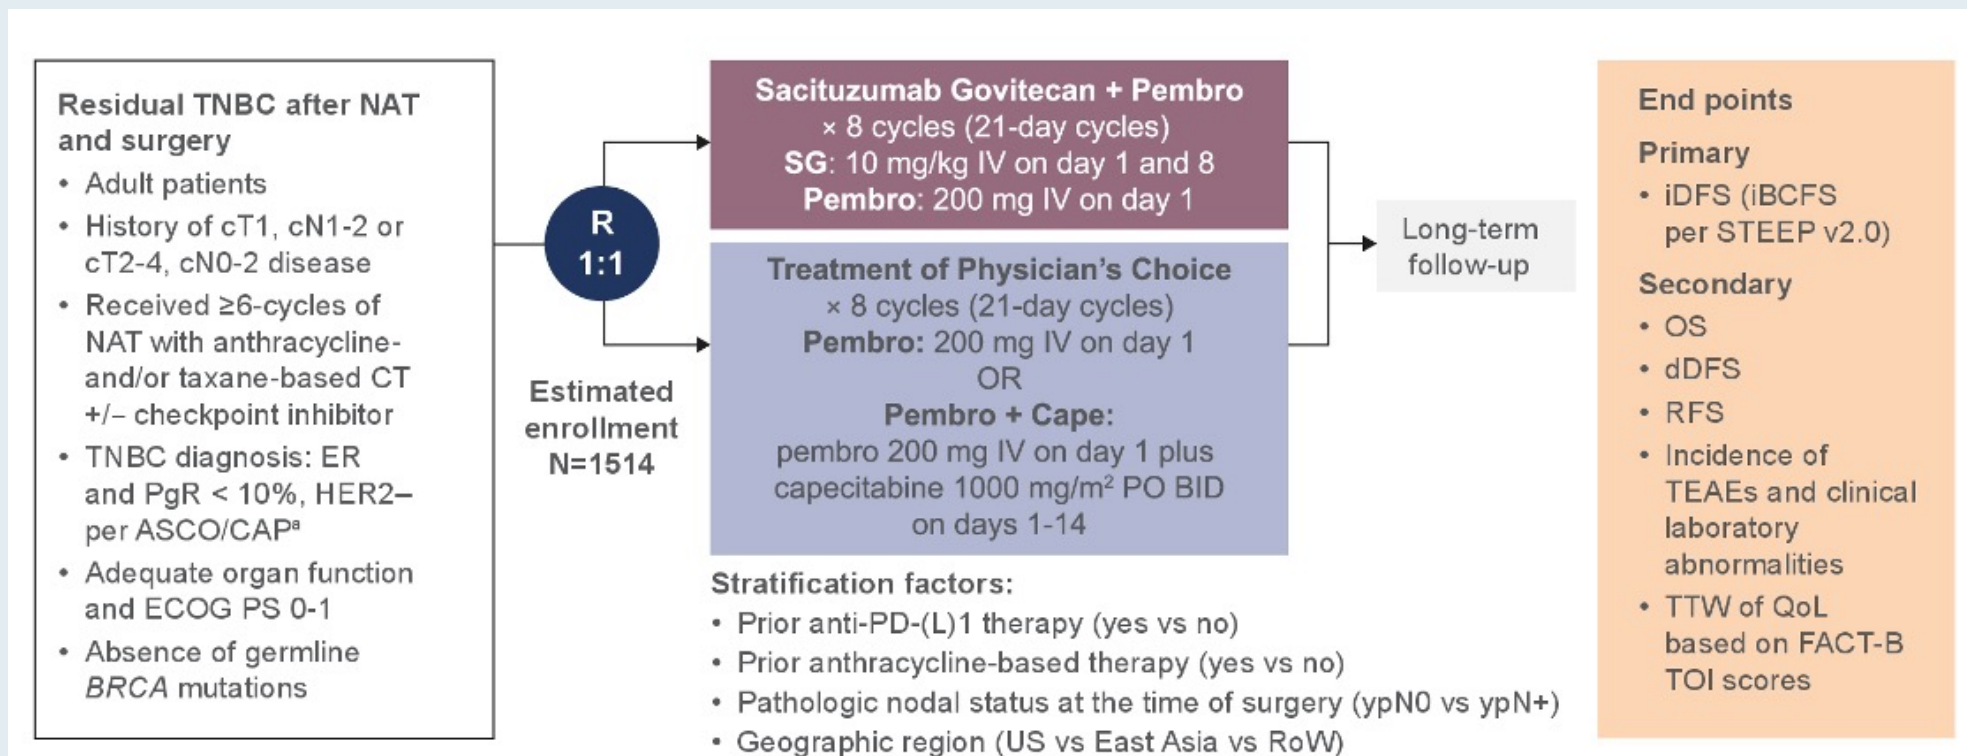 Residual TNBC after NAT
and surgery
• Adult patients
• History of cT1, cN1-2 or
cT2-4, cN0-2 disease
• Received ≥6-cycles of
NAT with anthracycline-
and/or taxane-based CT
+/– checkpoint inhibitor
• TNBC diagnosis: ER
and PgR < 10%, HER2–
per ASCO/CAPᵃ
• Adequate organ function
and ECOG PS 0-1
• Absence of germline
BRCA mutations
R
1:1
Estimated
enrollment
N=1514
Sacituzumab Govitecan + Pembro
× 8 cycles (21-day cycles)
SG: 10 mg/kg IV on day 1 and 8
Pembro: 200 mg IV on day 1
Treatment of Physician's Choice
× 8 cycles (21-day cycles)
Pembro: 200 mg IV on day 1
OR
Pembro + Cape:
pembro 200 mg IV on day 1 plus
capecitabine 1000 mg/m² PO BID
on days 1-14
Stratification factors:
• Prior anti-PD-(L)1 therapy (yes vs no)
• Prior anthracycline-based therapy (yes vs no)
• Pathologic nodal status at the time of surgery (ypN0 vs ypN+)
• Geographic region (US vs East Asia vs RoW)
Long-term
follow-up
End points
Primary
• iDFS (iBCFS
per STEEP v2.0)
Secondary
• OS
• dDFS
• RFS
• Incidence of
TEAEs and clinical
laboratory
abnormalities
• TTW of QoL
based on FACT-B
TOI scores